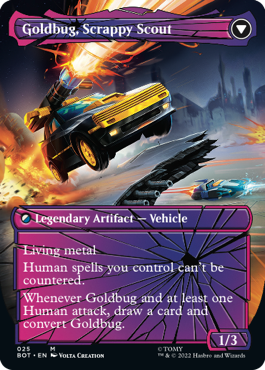 Goldbug, Scrappy Scout
Legendary Artifact — Vehicle
Living metal
Human spells you control can't be
countered.
Whenever Goldbug and at least one
Human attack, draw a card and
convert Goldbug.
1/3
025 M
BOT • EN Volta Creation
© TOMY
™ & © 2022 Hasbro and Wizards